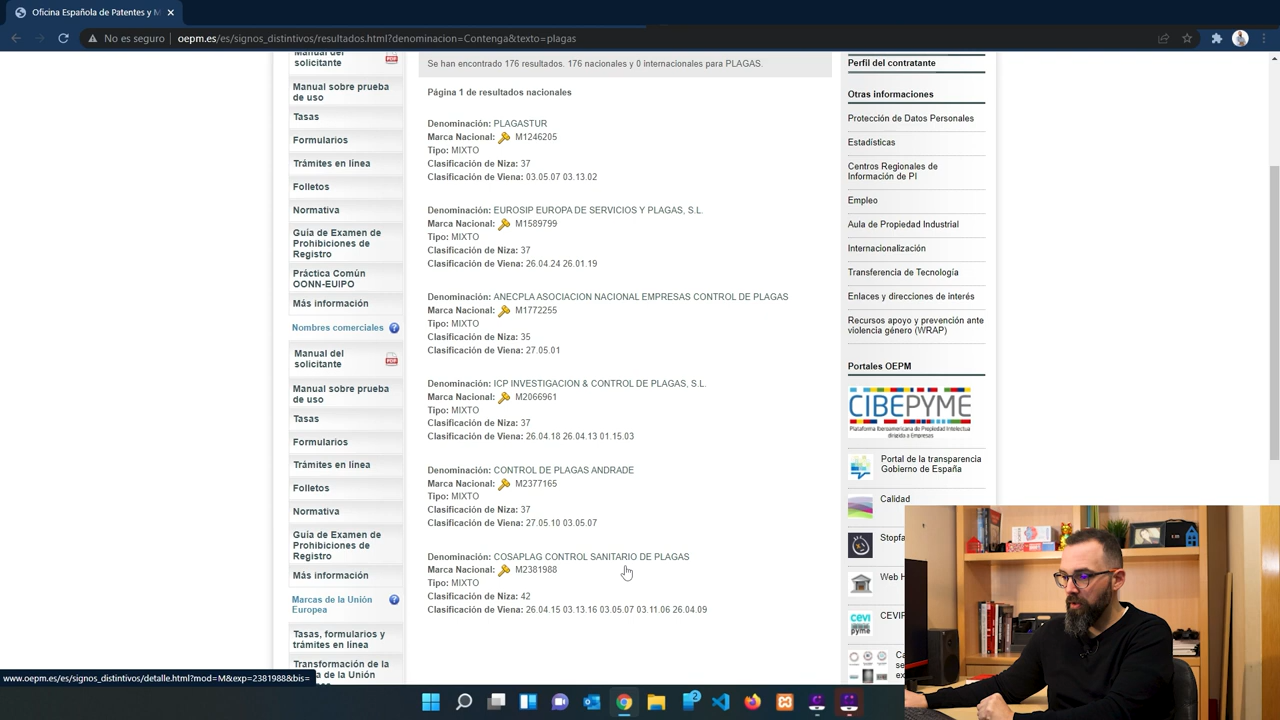 Oficina Española de Patentes y M
No es seguro
oepm.es/es/signos_distintivos/resultados.html?denominacion=Contenga&texto=plagas
Manual del
solicitante
Manual sobre prueba
de uso
Tasas
Formularios
Trámites en línea
Folletos
Normativa
Guía de Examen de
Prohibiciones de
Registro
Práctica Común
OONN-EUIPO
Más información
Nombres comerciales
Manual del
solicitante
Manual sobre prueba
de uso
Tasas
Formularios
Trámites en línea
Folletos
Normativa
Guía de Examen de
Prohibiciones de
Registro
Más información
Marcas de la Unión
Europea
Tasas, formularios y
trámites en línea
Transformación de la
Se han encontrado 176 resultados. 176 nacionales y 0 internacionales para PLAGAS.
Página 1 de resultados nacionales
Denominación: PLAGASTUR
Marca Nacional: M1246205
Tipo: MIXTO
Clasificación de Niza: 37
Clasificación de Viena: 03.05.07 03.13.02
Denominación: EUROSIP EUROPA DE SERVICIOS Y PLAGAS, S.L.
Marca Nacional: M1589799
Tipo: MIXTO
Clasificación de Niza: 37
Clasificación de Viena: 26.04.24 26.01.19
Denominación: ANECPLA ASOCIACION NACIONAL EMPRESAS CONTROL DE PLAGAS
Marca Nacional: M1772255
Tipo: MIXTO
Clasificación de Niza: 35
Clasificación de Viena: 27.05.01
Denominación: ICP INVESTIGACION & CONTROL DE PLAGAS, S.L.
Marca Nacional: M2066961
Tipo: MIXTO
Clasificación de Niza: 37
Clasificación de Viena: 26.04.18 26.04.13 01.15.03
Denominación: CONTROL DE PLAGAS ANDRADE
Marca Nacional: M2377165
Tipo: MIXTO
Clasificación de Niza: 37
Clasificación de Viena: 27.05.10 03.05.07
Denominación: COSAPLAG CONTROL SANITARIO DE PLAGAS
Marca Nacional: M2381988
Tipo: MIXTO
Clasificación de Niza: 42
Clasificación de Viena: 26.04.15 03.13.16 03.05.07 03.11.06 26.04.09
Perfil del contratante
Otras informaciones
Protección de Datos Personales
Estadísticas
Centros Regionales de
Información de PI
Empleo
Aula de Propiedad Industrial
Internacionalización
Transferencia de Tecnología
Enlaces y direcciones de interés
Recursos apoyo y prevención ante
violencia género (WRAP)
Portales OEPM
CIBEPYME
Plataforma Iberoamericana de Propiedad Intelectual
dirigida a Empresas
Portal de la transparencia
Gobierno de España
Calidad
Stopfa
Web H
cevi
pyme
CEVIP
www.oepm.es/es/signos_distintivos/detalle.html?mod=M&exp=2381988&bis=
2